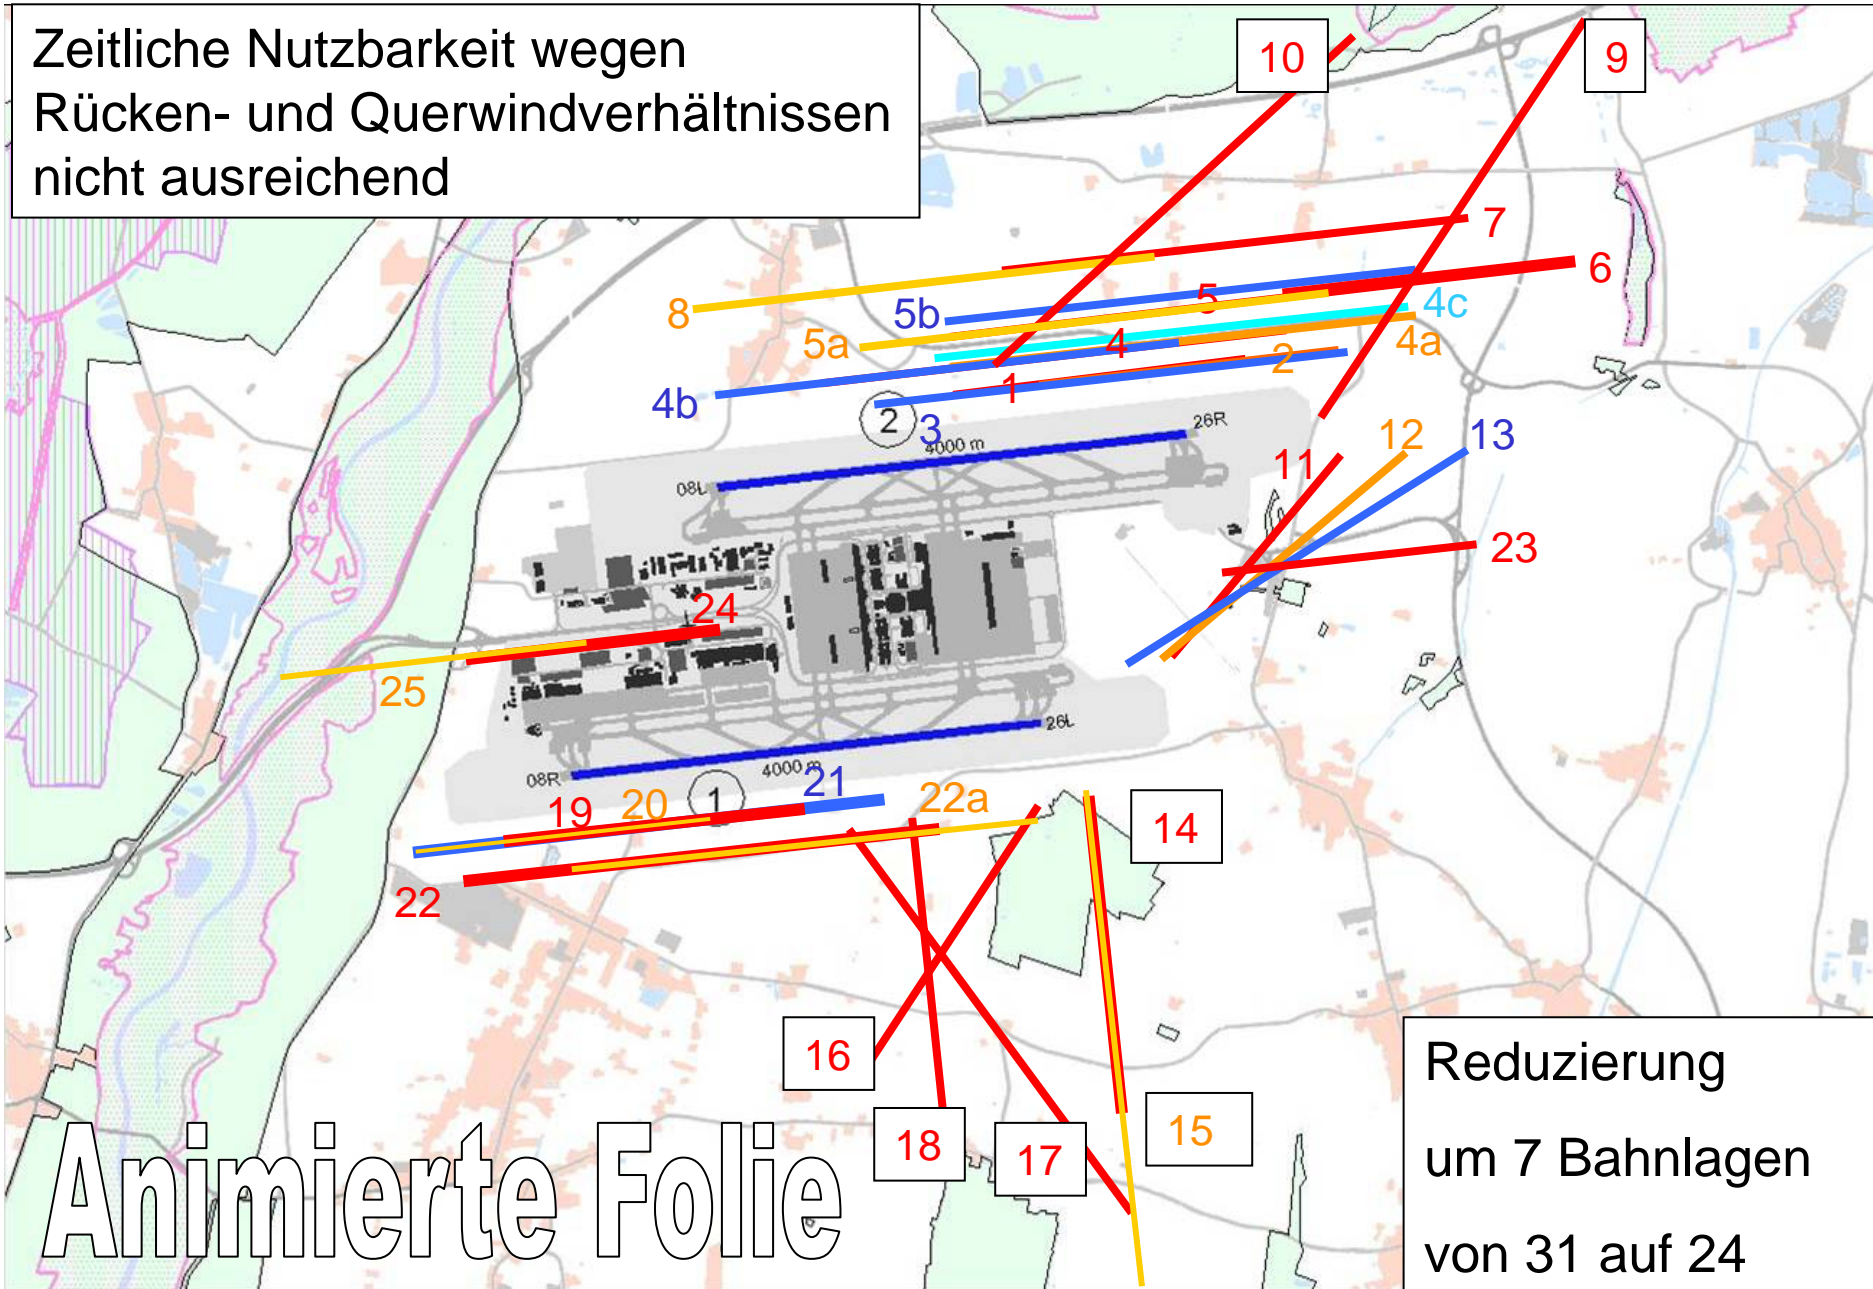 Zeitliche Nutzbarkeit wegen
Rücken- und Querwindverhältnissen
nicht ausreichend
10
9
7
6
8
5b
5
4c
5a
4
4a
2
4b
1
3
2
26R
4000 m
08L
12
13
11
23
24
25
26L
08R
4000 m
1
21
19
20
22a
14
22
16
18
17
15
Reduzierung
um 7 Bahnlagen
von 31 auf 24
Animierte Folie